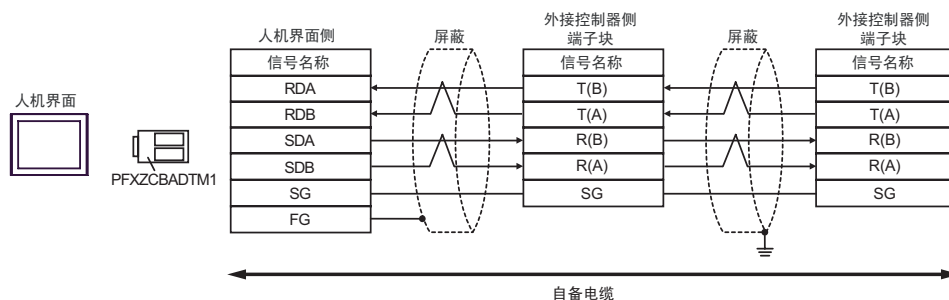 人机界面
PFXZCBADTM1
人机界面侧
信号名称
RDA
RDB
SDA
SDB
SG
FG
屏蔽
外接控制器侧
端子块
信号名称
T(B)
T(A)
R(B)
R(A)
SG
屏蔽
外接控制器侧
端子块
信号名称
T(B)
T(A)
R(B)
R(A)
SG
自备电缆